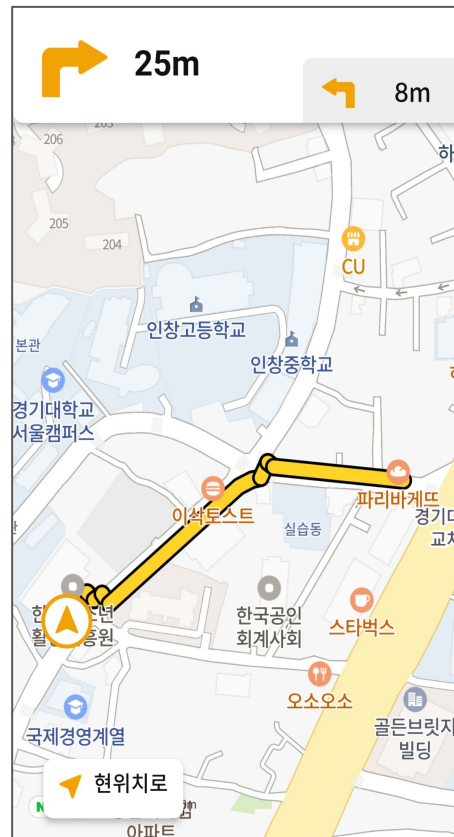 25m
8m
203
206
하
205
204
CU
인창고등학교
본관
인창중학교
경기대학교
서울캠퍼스
파리바게뜨
이삭토스트
경기대
교차
실습동
한국공인
회계사회
스타벅스
오소오소
국제경영계열
골든브릿지
빌딩
현위치로
N
아파트